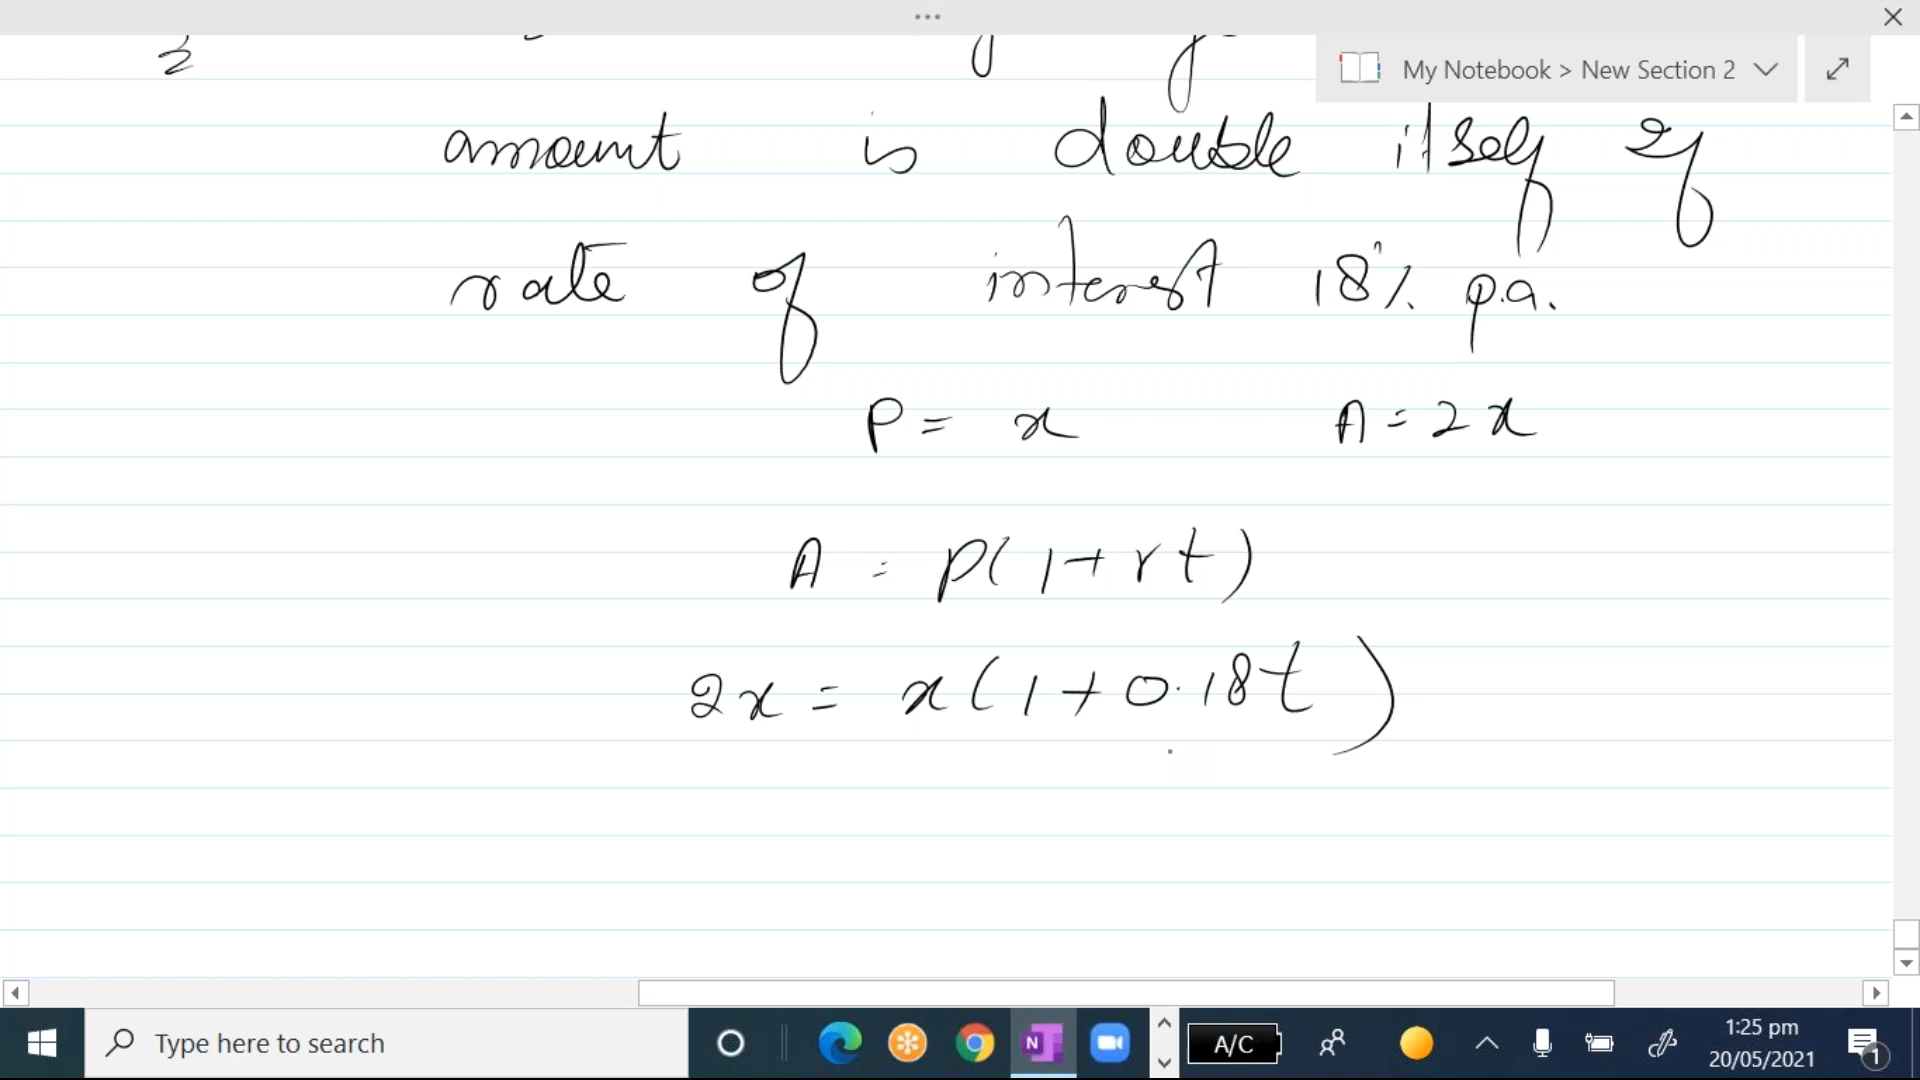 My Notebook > New Section 2
amount is double itself if
rate of interest 18% p.a.
P = x A = 2x
A = P(1+rt)
2x = x(1+0.18t)
Type here to search
A/C
1:25 pm
20/05/2021
1